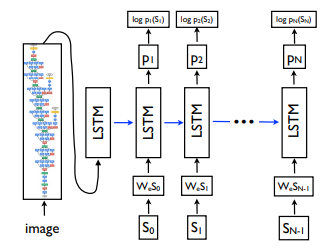 log p₁(S₁) log p₂(S₂) log pN(SN)
p₁ p₂ pN
LSTM LSTM LSTM LSTM
WₑS₀ WₑS₁ WₑSN-1
S₀ S₁ SN-1
image